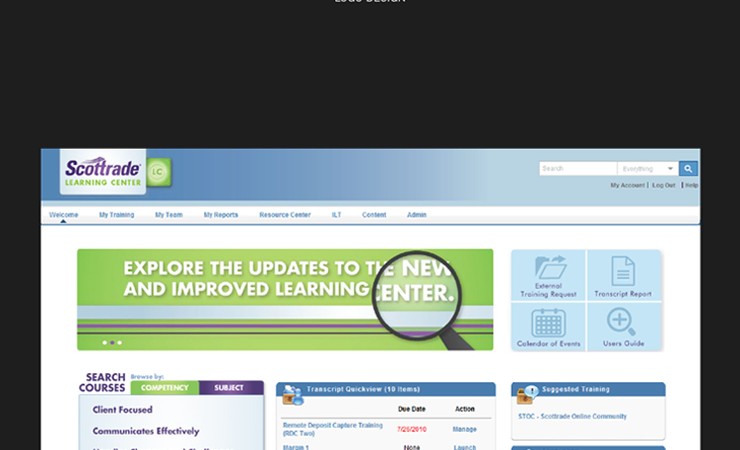 LOGO DESIGN
Scottrade
LEARNING CENTER
LC
Search
Everything
My Account | Log Out | Help
Welcome My Training My Team My Reports Resource Center ILT Content Admin
EXPLORE THE UPDATES TO THE NEW
AND IMPROVED LEARNING CENTER.
External
Training Request
Transcript Report
Calendar of Events
Users Guide
SEARCH
COURSES
Browse by:
COMPETENCY
SUBJECT
Client Focused
Communicates Effectively
Transcript Quickview (10 Items)
Due Date Action
Remote Deposit Capture Training
(RDC Two)
7/26/2010
Manage
Margin 1
None
Launch
Suggested Training
STOC - Scottrade Online Community